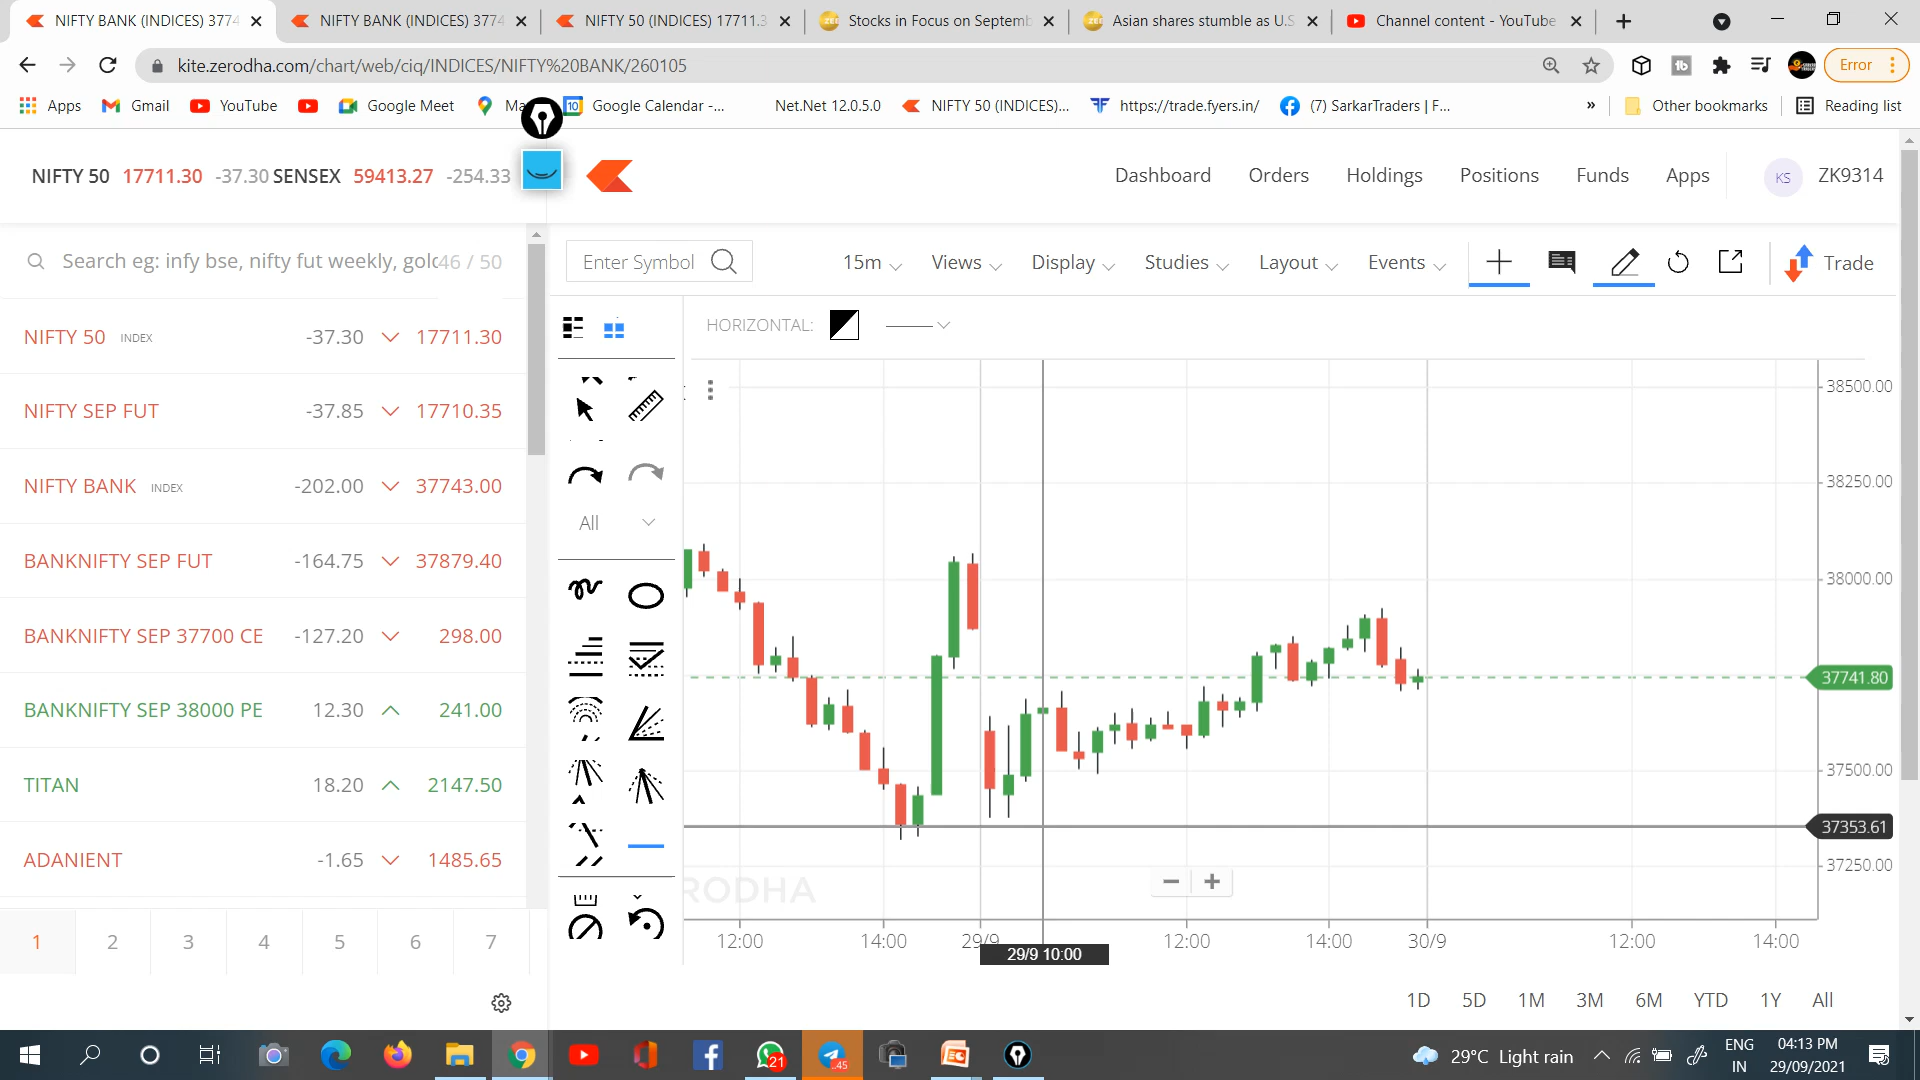 NIFTY BANK (INDICES) 3774
NIFTY BANK (INDICES) 3774
NIFTY 50 (INDICES) 17711.3
Stocks in Focus on Septemb
Asian shares stumble as U.S
Channel content - YouTube
kite.zerodha.com/chart/web/ciq/INDICES/NIFTY%20BANK/260105
Error
Apps
Gmail
YouTube
Google Meet
Google Calendar -...
Net.Net 12.0.5.0
NIFTY 50 (INDICES)...
https://trade.fyers.in/
(7) SarkarTraders | F...
»
Other bookmarks
Reading list
NIFTY 50 17711.30 -37.30 SENSEX 59413.27 -254.33
Dashboard Orders Holdings Positions Funds Apps
KS ZK9314
Search eg: infy bse, nifty fut weekly, gold 46 / 50
Enter Symbol
15m Views Display Studies Layout Events
Trade
HORIZONTAL:
NIFTY 50 INDEX -37.30 17711.30
NIFTY SEP FUT -37.85 17710.35
NIFTY BANK INDEX -202.00 37743.00
BANKNIFTY SEP FUT -164.75 37879.40
BANKNIFTY SEP 37700 CE -127.20 298.00
BANKNIFTY SEP 38000 PE 12.30 241.00
TITAN 18.20 2147.50
ADANIENT -1.65 1485.65
1 2 3 4 5 6 7
All
38500.00
38250.00
38000.00
37741.80
37500.00
37353.61
37250.00
RODHA
12:00 14:00 29/9 12:00 14:00 30/9 12:00 14:00
29/9 10:00
1D 5D 1M 3M 6M YTD 1Y All
21
45
29°C Light rain
ENG
IN
04:13 PM
29/09/2021